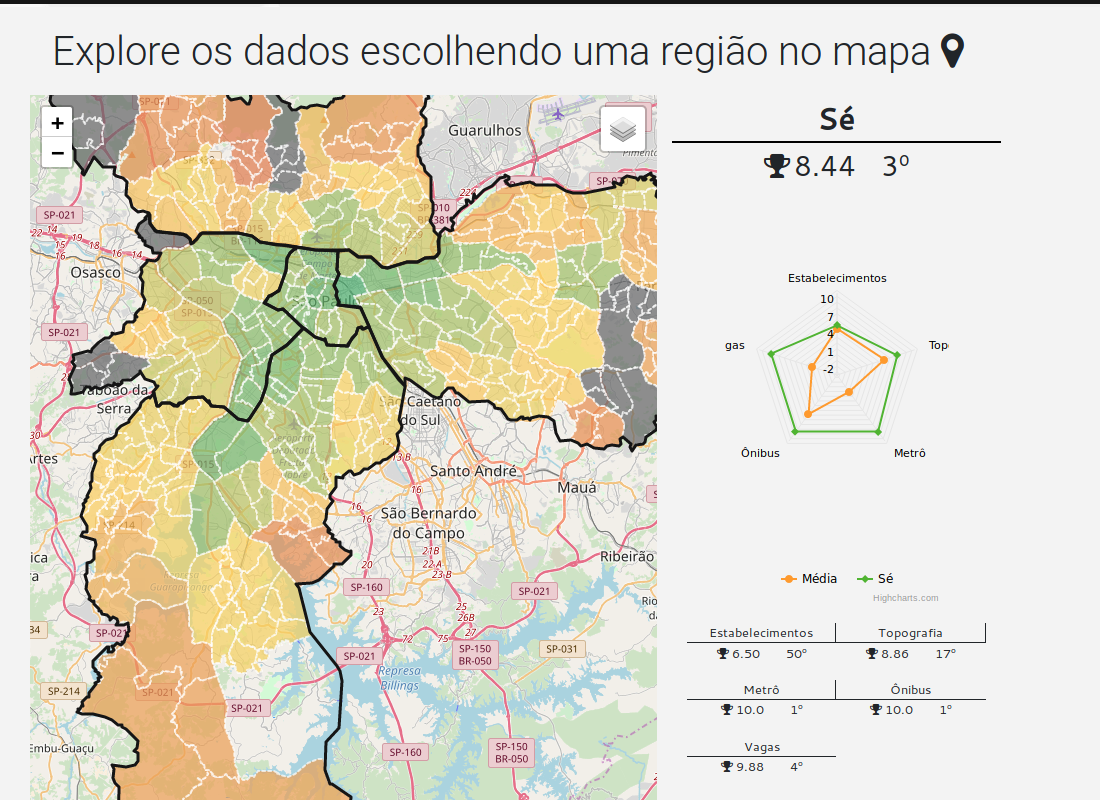 Explore os dados escolhendo uma região no mapa
+
−
Guarulhos
SP-021
Osasco
SP-021
Taboão da
Serra
São Caetano
do Sul
Santo André
Mauá
São Bernardo
do Campo
Ribeirão
SP-160
SP-021
SP-021
SP-150
BR-050
SP-031
Represa
Billings
SP-214
SP-021
SP-021
Embu-Guaçu
SP-160
SP-150
BR-050
Sé
8.44 3º
Estabelecimentos
10
7
4
1
-2
gas
Top
Ônibus
Metrô
Média
Sé
Highcharts.com
Estabelecimentos Topografia
6.50 50º 8.86 17º
Metrô Ônibus
10.0 1º 10.0 1º
Vagas
9.88 4º